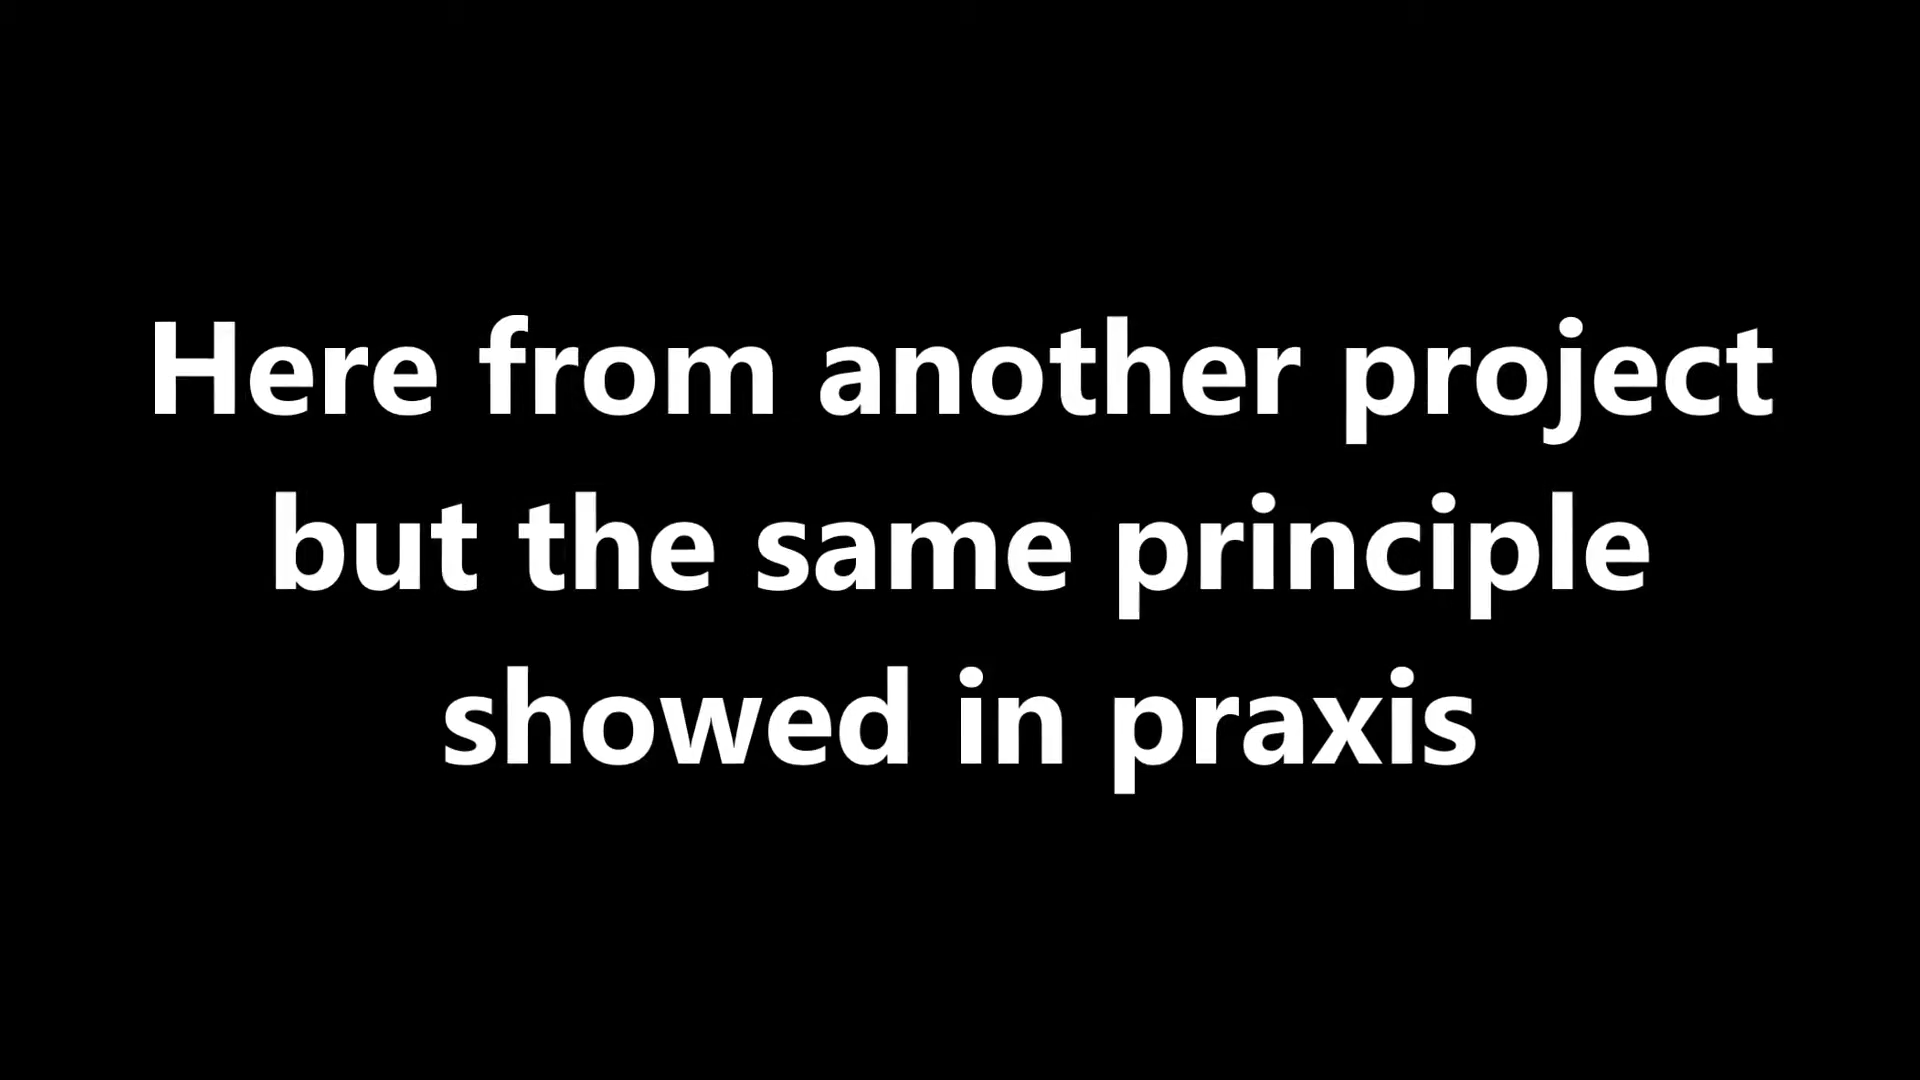 Here from another project
but the same principle
showed in praxis